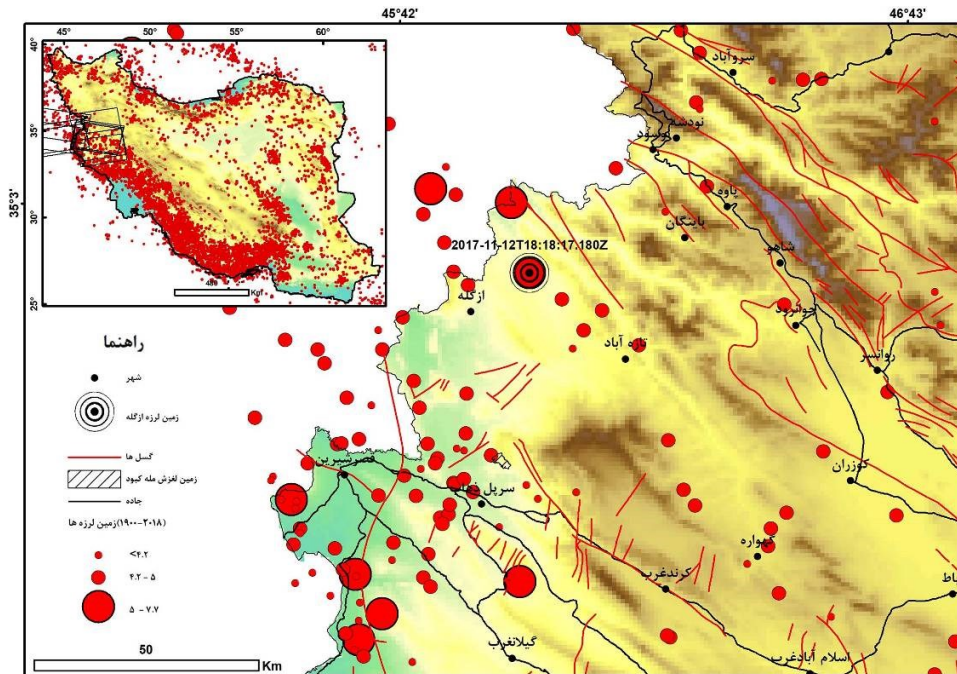 45°42'
46°43'
35°3'
45°
50°
55°
60°
40°
35°
30°
25°
Km
سروآباد
نودشه
نوسود
پاوه
باینگان
شاهو
2017-11-12T18:18:17.180Z
ازگله
جوانرود
تازه آباد
روانسر
راهنما
شهر
زمین لرزه ازگله
گسل ها
زمین لغزش مله کبود
جاده
زمین لرزه ها(۱۹۰۰-۲۰۱۸)
<۴.۲
۴.۲ - ۵
۵ - ۷.۷
قصرشیرین
سرپل ذهاب
کوزران
گهواره
کرندغرب
گیلانغرب
اسلام آبادغرب
50
Km